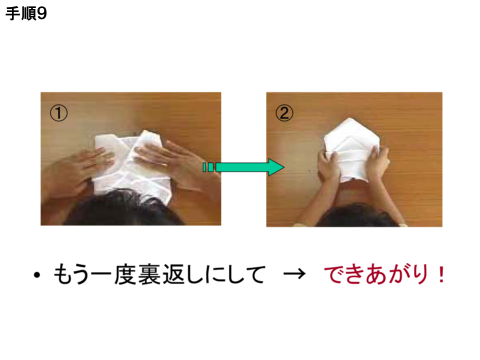 手順9
①
②
• もう一度裏返しにして → できあがり！